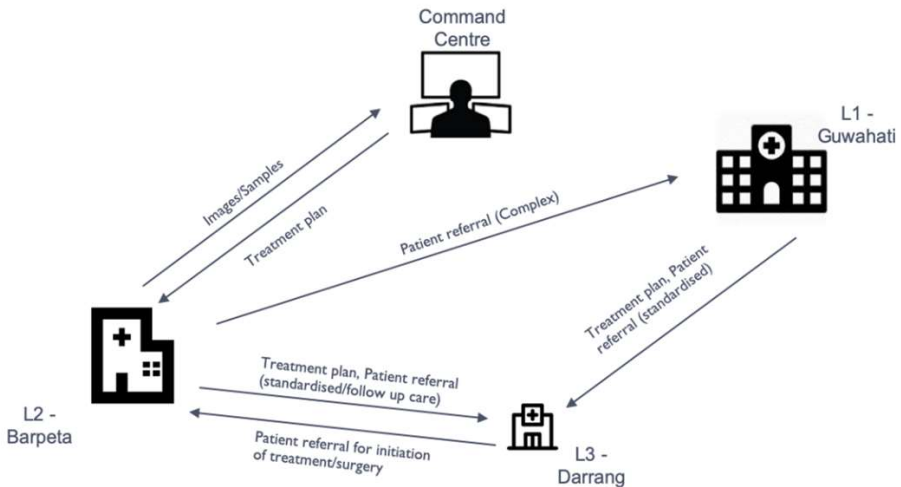 Command
Centre
L1 -
Guwahati
Images/Samples
Treatment plan
Patient referral (Complex)
Treatment plan, Patient
referral (standardised)
Treatment plan, Patient referral
(standardised/follow up care)
Patient referral for initiation
of treatment/surgery
L2 -
Barpeta
L3 -
Darrang